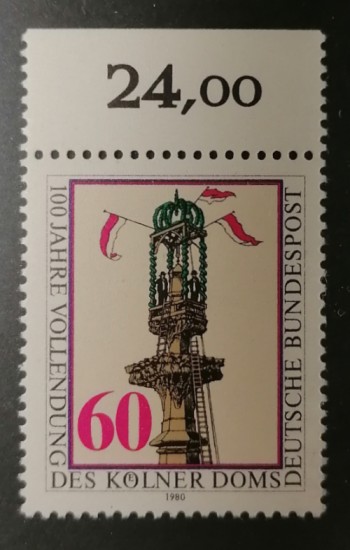 24,00
100 JAHRE VOLLENDUNG
DES KÖLNER DOMS
DEUTSCHE BUNDESPOST
60
1980